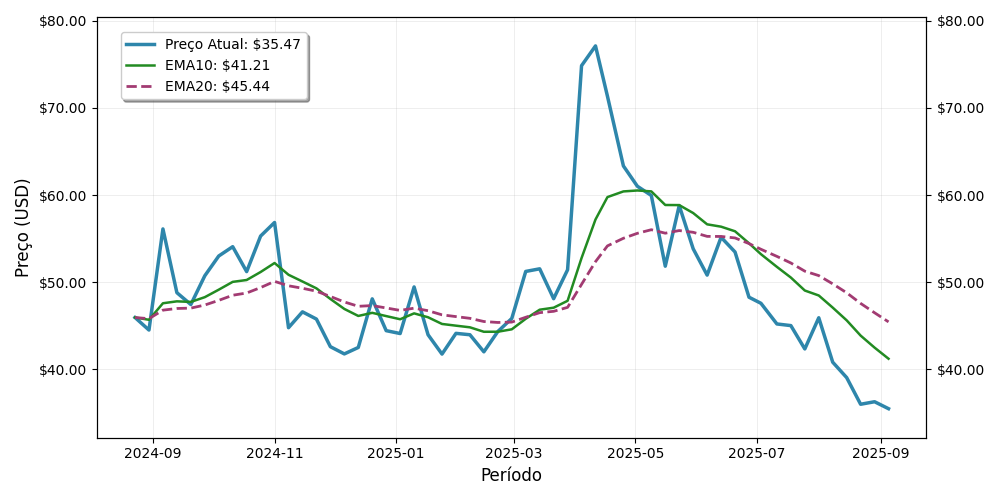 Preço Atual: $35.47
EMA10: $41.21
EMA20: $45.44
$80.00
$70.00
$60.00
$50.00
$40.00
$80.00
$70.00
$60.00
$50.00
$40.00
Preço (USD)
2024-09 2024-11 2025-01 2025-03 2025-05 2025-07 2025-09
Período